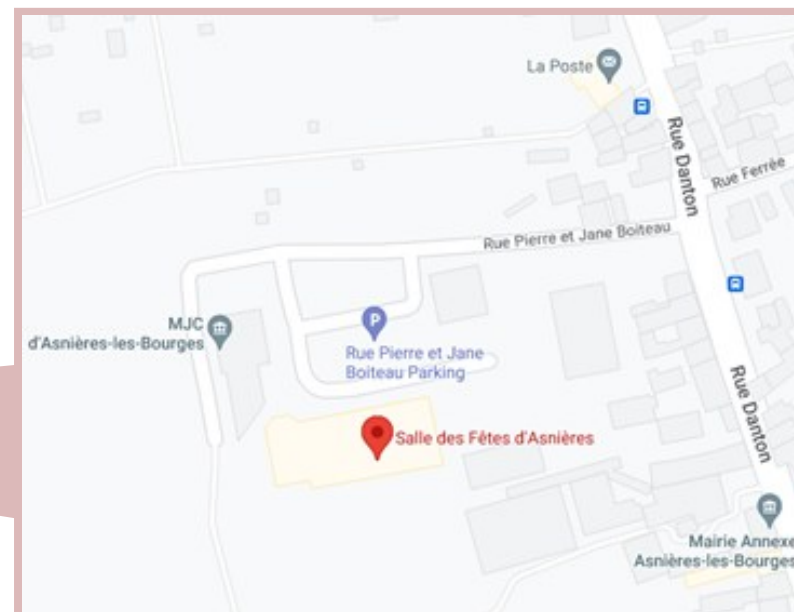 La Poste
Rue Danton
Rue Ferrée
Rue Pierre et Jane Boiteau
MJC
d'Asnières-les-Bourges
P
Rue Pierre et Jane
Boiteau Parking
Rue Danton
Salle des Fêtes d'Asnières
Mairie Annexe
Asnières-les-Bourges